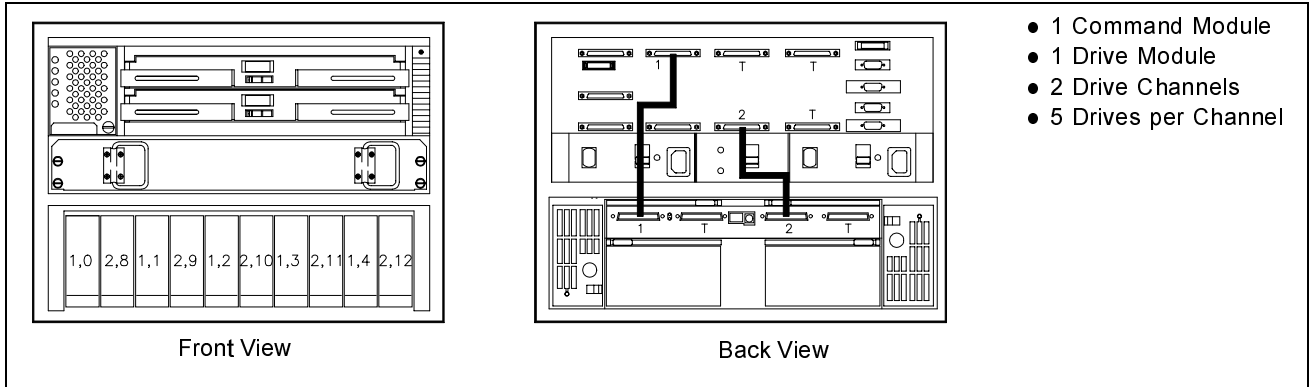 ● 1 Command Module
● 1 Drive Module
● 2 Drive Channels
● 5 Drives per Channel
1 T T
2 T
1 T 2 T
1,0 2,8 1,1 2,9 1,2 2,10 1,3 2,11 1,4 2,12
Front View
Back View